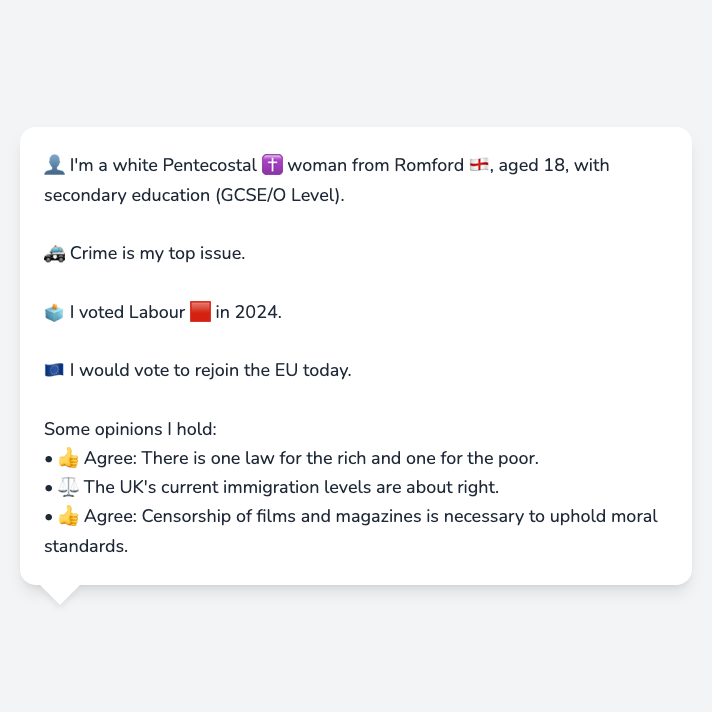 👤 I'm a white Pentecostal ✝️ woman from Romford 🏴󠁧󠁢󠁥󠁮󠁧󠁿, aged 18, with
secondary education (GCSE/O Level).
🚓 Crime is my top issue.
🗳️ I voted Labour 🟥 in 2024.
🇪🇺 I would vote to rejoin the EU today.
Some opinions I hold:
• 👍 Agree: There is one law for the rich and one for the poor.
• ⚖️ The UK's current immigration levels are about right.
• 👍 Agree: Censorship of films and magazines is necessary to uphold moral
standards.